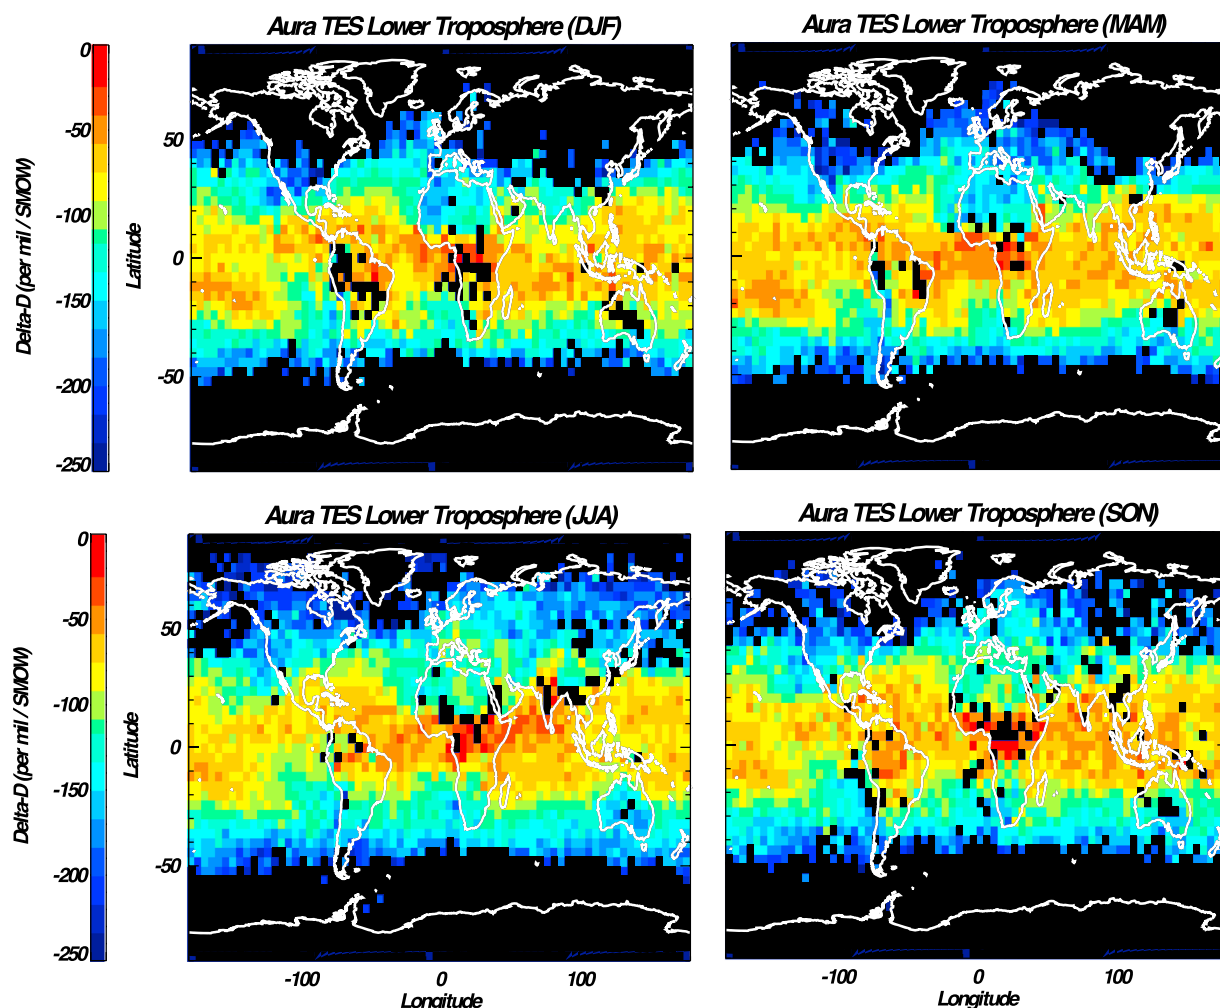 Aura TES Lower Troposphere (DJF)
Aura TES Lower Troposphere (MAM)
0
-50
-100
-150
-200
-250
Delta-D (per mil / SMOW)
50
0
-50
Latitude
Aura TES Lower Troposphere (JJA)
Aura TES Lower Troposphere (SON)
0
-50
-100
-150
-200
-250
Delta-D (per mil / SMOW)
50
0
-50
Latitude
-100 0 100
Longitude
-100 0 100
Longitude